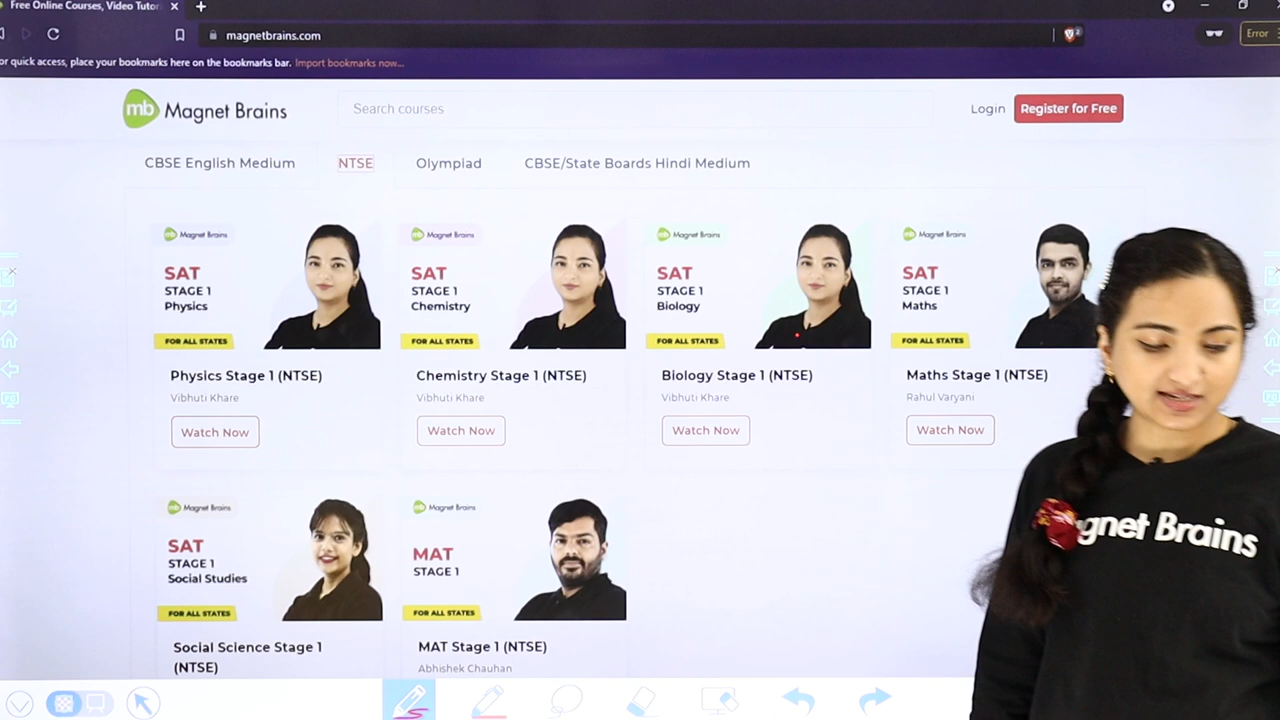 Free Online Courses, Video Tutor
magnetbrains.com
2
Error
or quick access, place your bookmarks here on the bookmarks bar. Import bookmarks now...
mb Magnet Brains
Search courses
Login
Register for Free
CBSE English Medium
NTSE
Olympiad
CBSE/State Boards Hindi Medium
Magnet Brains
SAT
STAGE 1
Physics
FOR ALL STATES
Physics Stage 1 (NTSE)
Vibhuti Khare
Watch Now
Magnet Brains
SAT
STAGE 1
Chemistry
FOR ALL STATES
Chemistry Stage 1 (NTSE)
Vibhuti Khare
Watch Now
Magnet Brains
SAT
STAGE 1
Biology
FOR ALL STATES
Biology Stage 1 (NTSE)
Vibhuti Khare
Watch Now
Magnet Brains
SAT
STAGE 1
Maths
FOR ALL STATES
Maths Stage 1 (NTSE)
Rahul Varyani
Watch Now
Magnet Brains
SAT
STAGE 1
Social Studies
FOR ALL STATES
Social Science Stage 1
(NTSE)
Magnet Brains
MAT
STAGE 1
FOR ALL STATES
MAT Stage 1 (NTSE)
Abhishek Chauhan
gnet Brains